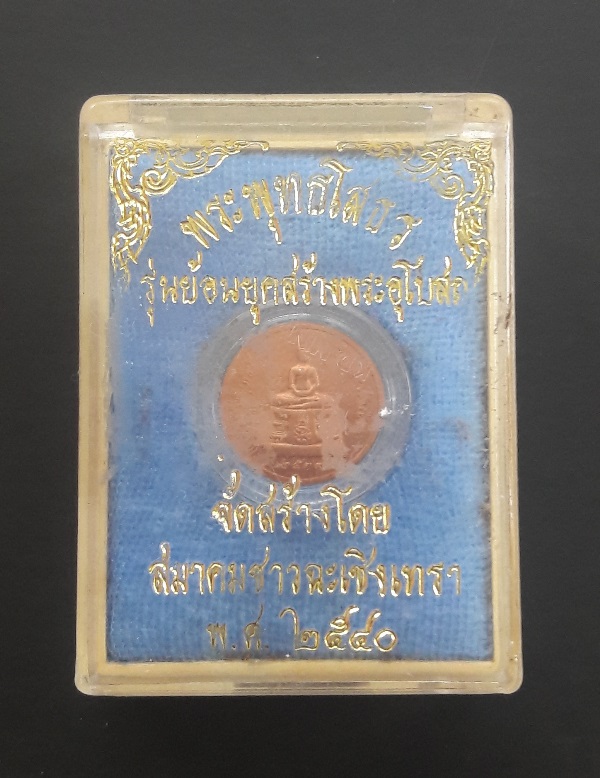 พระพุทธโสธร
รุ่นย้อนยุคสร้างพระอุโบสถ
จัดสร้างโดย
สมาคมชาวฉะเชิงเทรา
พ.ศ. ๒๕๔๐